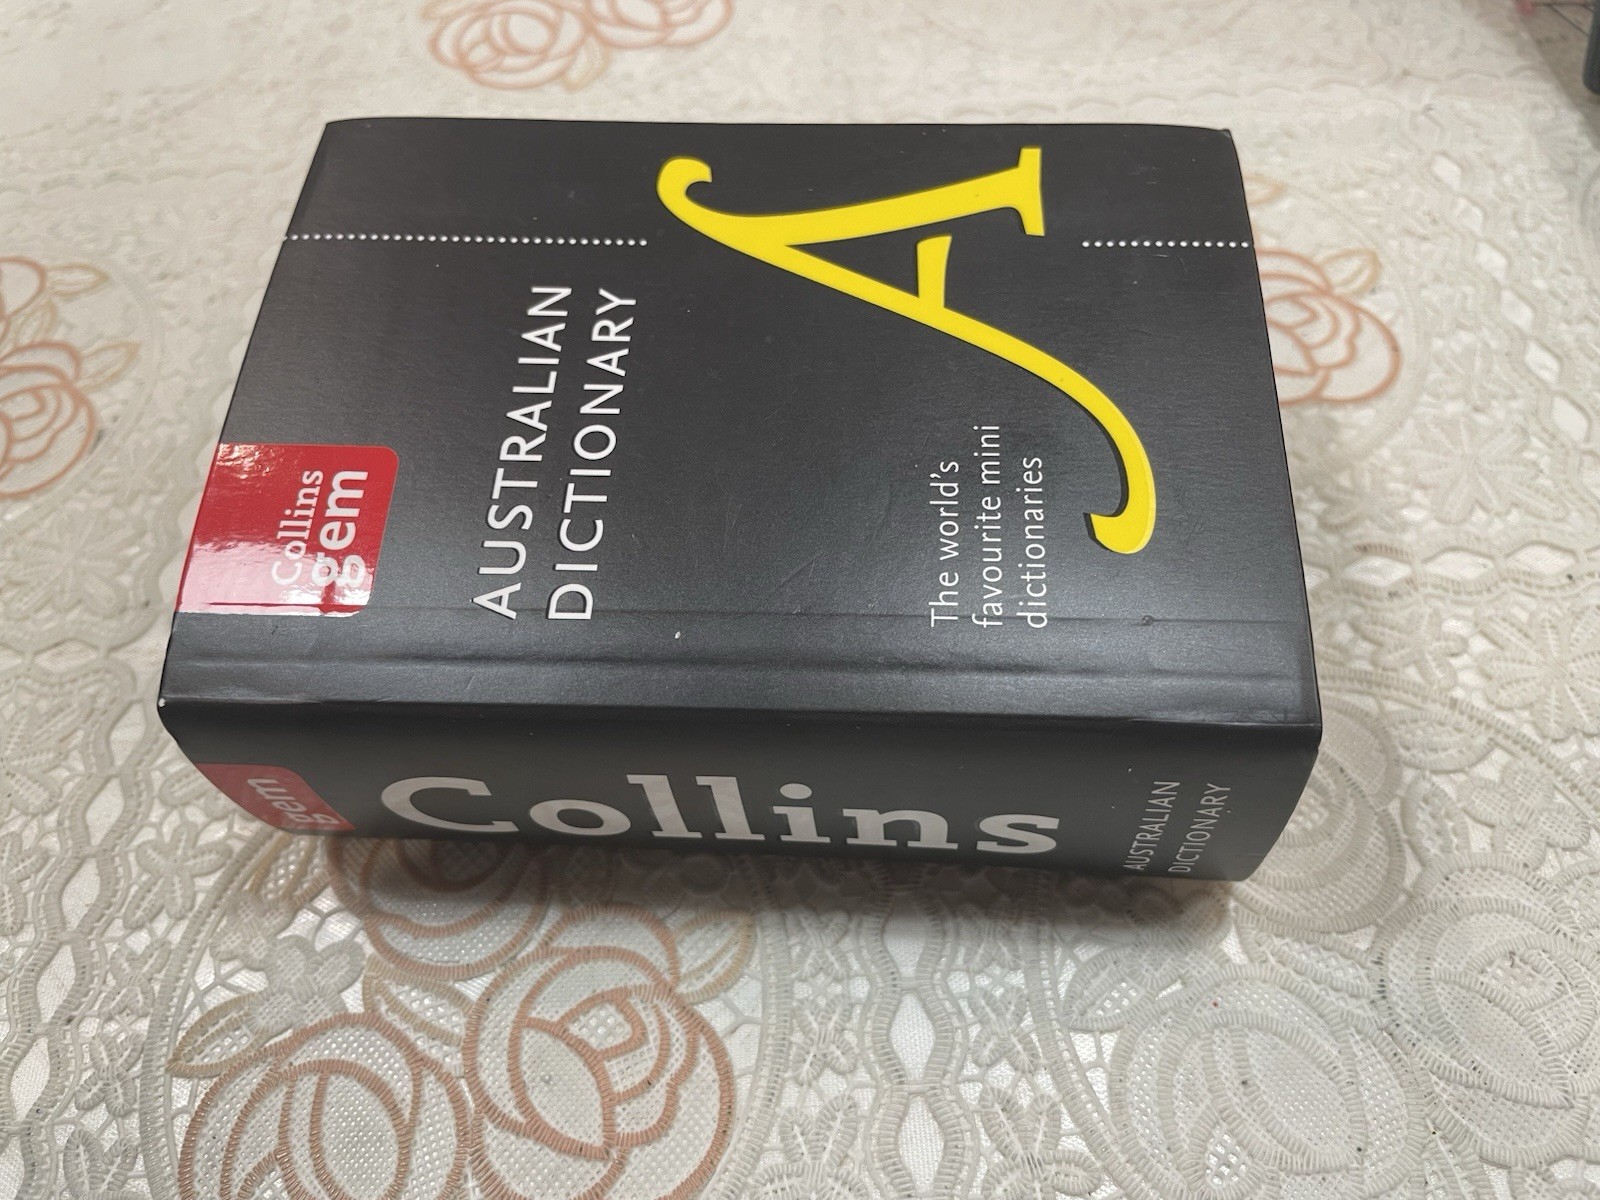 Collins
gem
AUSTRALIAN
DICTIONARY
A
The world's
favourite mini
dictionaries
gem
Collins
AUSTRALIAN
DICTIONARY